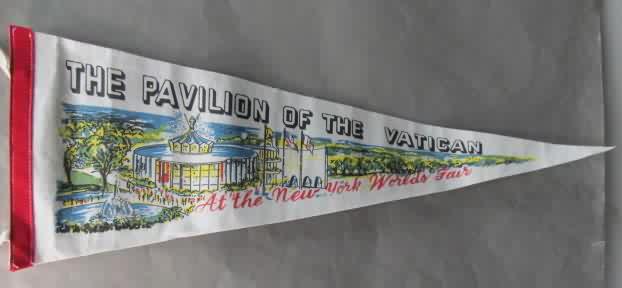 THE PAVILION OF THE VATICAN
At the New York Worlds Fair